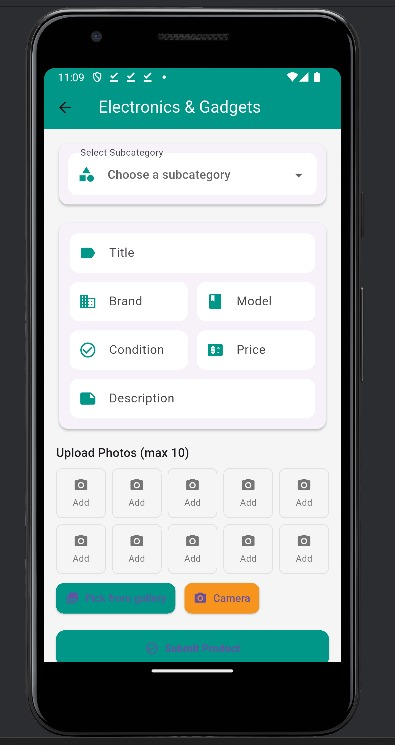 11:09
Electronics & Gadgets
Select Subcategory
Choose a subcategory
Title
Brand Model
Condition Price
Description
Upload Photos (max 10)
Add Add Add Add Add
Add Add Add Add Add
Pick from gallery Camera
Submit Product